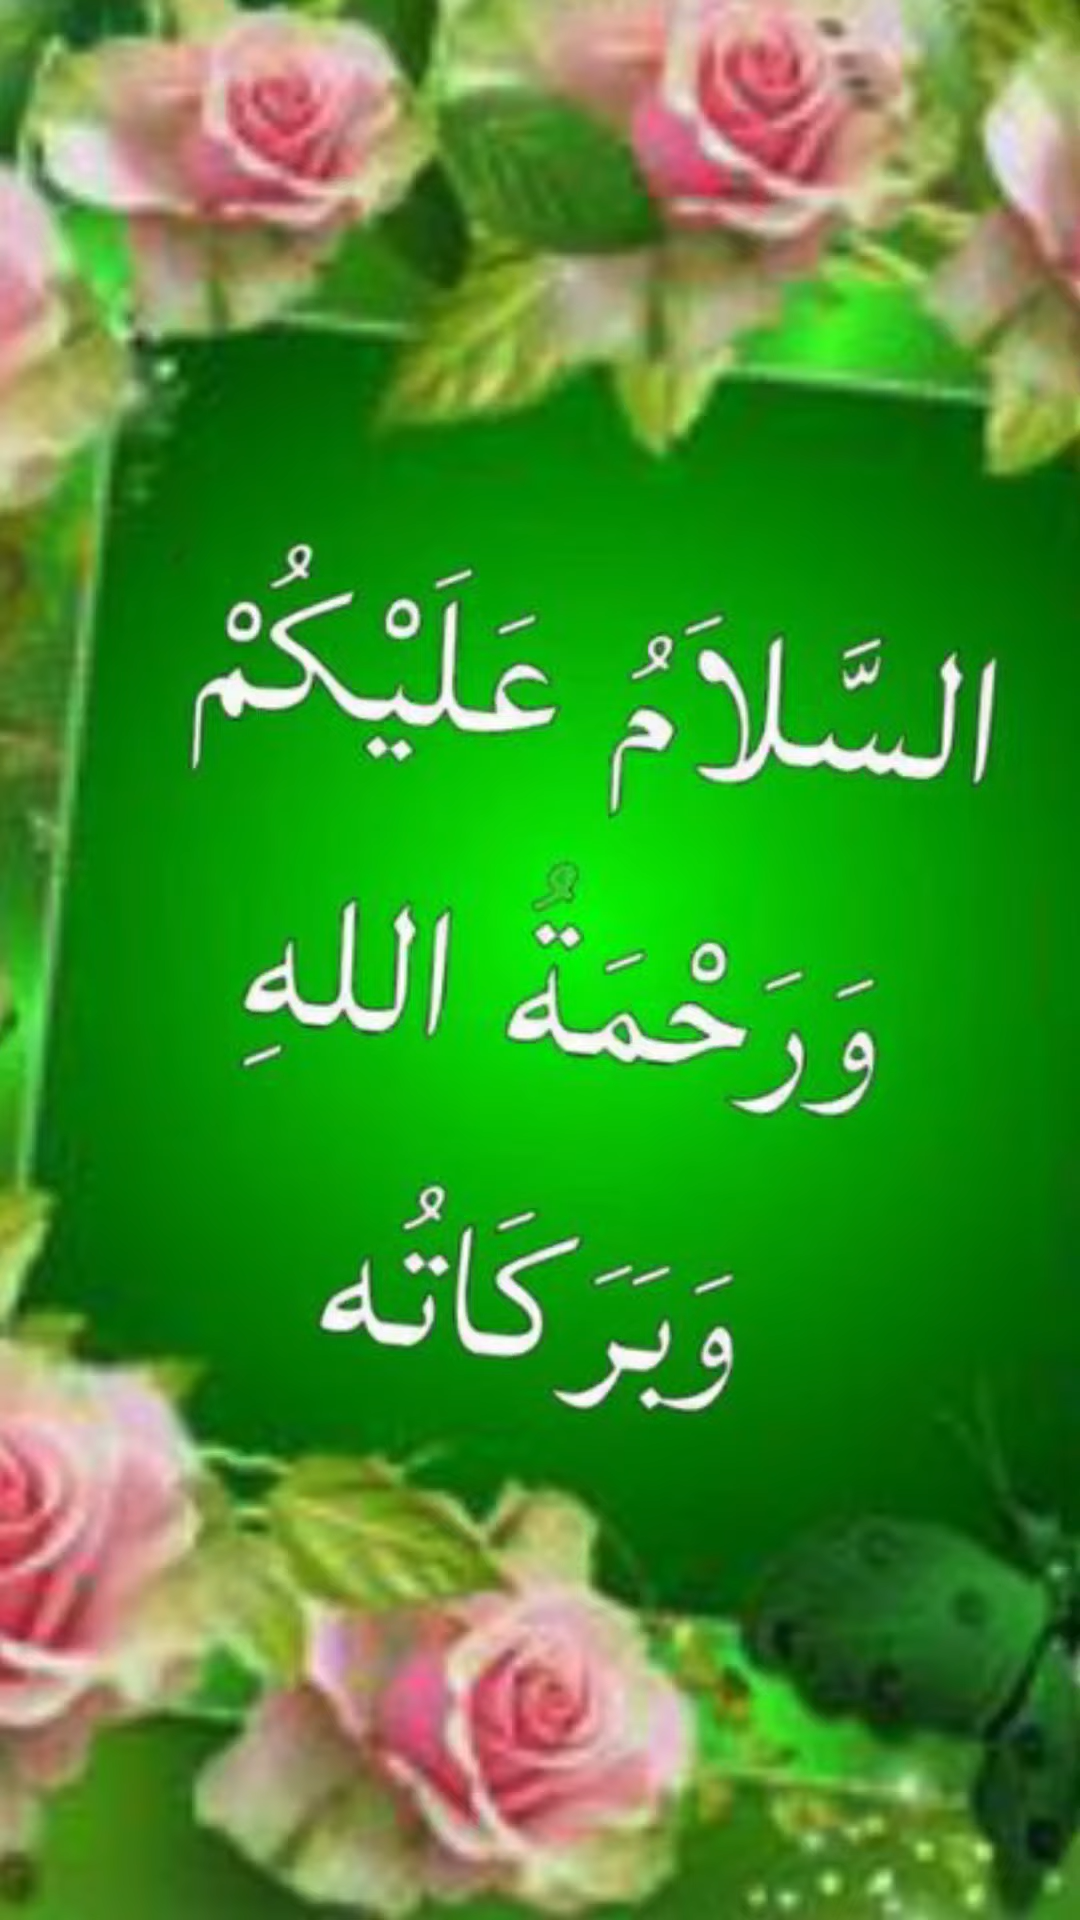 السَّلاَمُ عَلَيْكُمْ
وَرَحْمَةُ اللهِ
وَبَرَكَاتُه